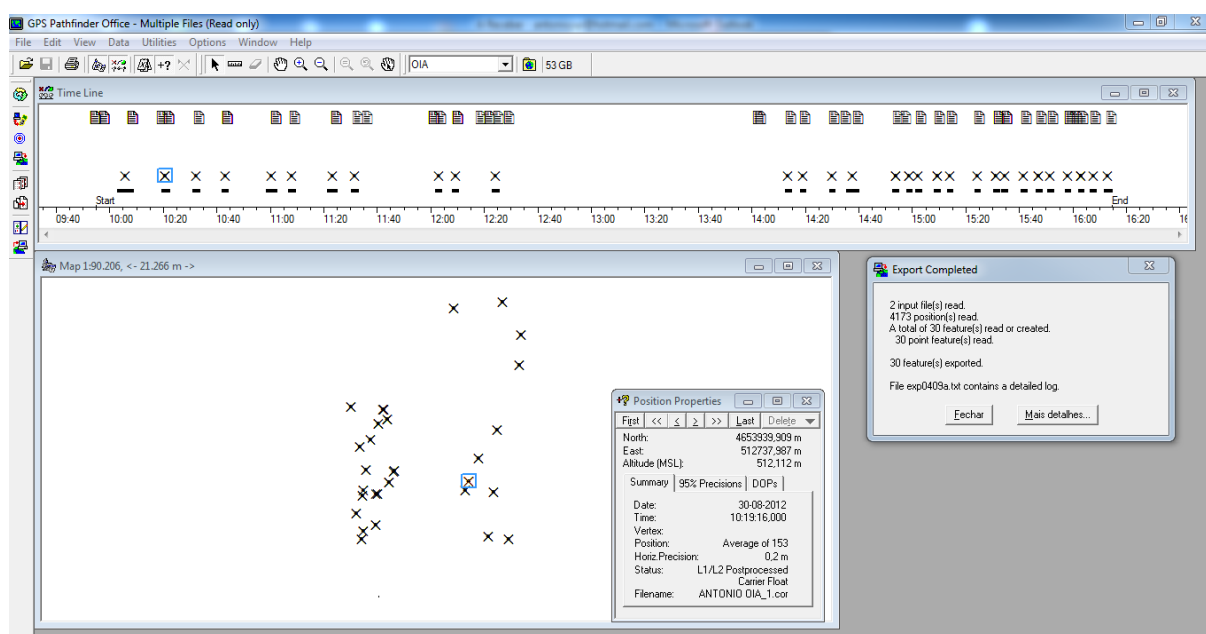 GPS Pathfinder Office - Multiple Files (Read only)
File Edit View Data Utilities Options Window Help
+? OIA 53 GB
Time Line
Start End
09:40 10:00 10:20 10:40 11:00 11:20 11:40 12:00 12:20 12:40 13:00 13:20 13:40 14:00 14:20 14:40 15:00 15:20 15:40 16:00 16:20 16
Map 1:90.206, <- 21.266 m ->
Export Completed
2 input file(s) read.
4173 position(s) read.
A total of 30 feature(s) read or created.
30 point feature(s) read.
30 feature(s) exported.
File exp0409a.txt contains a detailed log.
Fechar Mais detalhes...
Position Properties
First << < > >> Last Delete
North: 4653939,909 m
East: 512737,987 m
Altitude (MSL): 512,112 m
Summary 95% Precisions DOPs
Date: 30-08-2012
Time: 10:19:16,000
Vertex:
Position: Average of 153
Horiz.Precision: 0,2 m
Status: L1/L2 Postprocessed
Carrier Float
Filename: ANTONIO OIA_1.cor